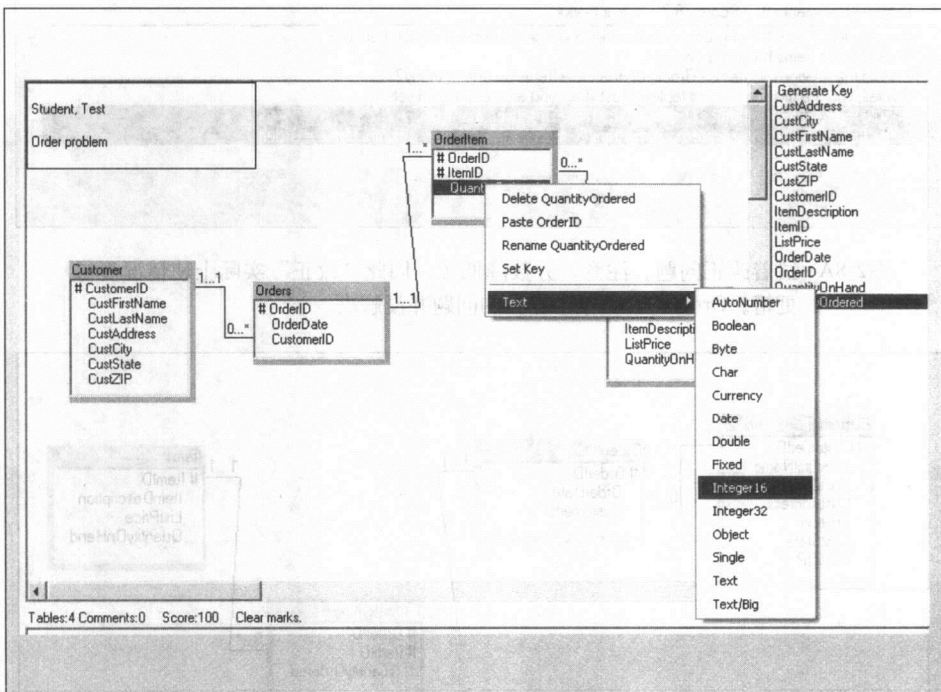 Student, Test
Order problem
Customer
# CustomerID
CustFirstName
CustLastName
CustAddress
CustCity
CustState
CustZIP
1...1
0...*
Orders
# OrderID
OrderDate
CustomerID
1...1
1...*
OrderItem
# OrderID
# ItemID
Quant
0...*
Delete QuantityOrdered
Paste OrderID
Rename QuantityOrdered
Set Key
Text
AutoNumber
Boolean
Byte
Char
Currency
Date
Double
Fixed
Integer16
Integer32
Object
Single
Text
Text/Big
ItemDescripti
ListPrice
QuantityOnH
Generate Key
CustAddress
CustCity
CustFirstName
CustLastName
CustState
CustZIP
CustomerID
ItemDescription
ItemID
ListPrice
OrderDate
OrderID
QuantityOnHand
Ordered
Tables:4 Comments:0 Score:100 Clear marks.